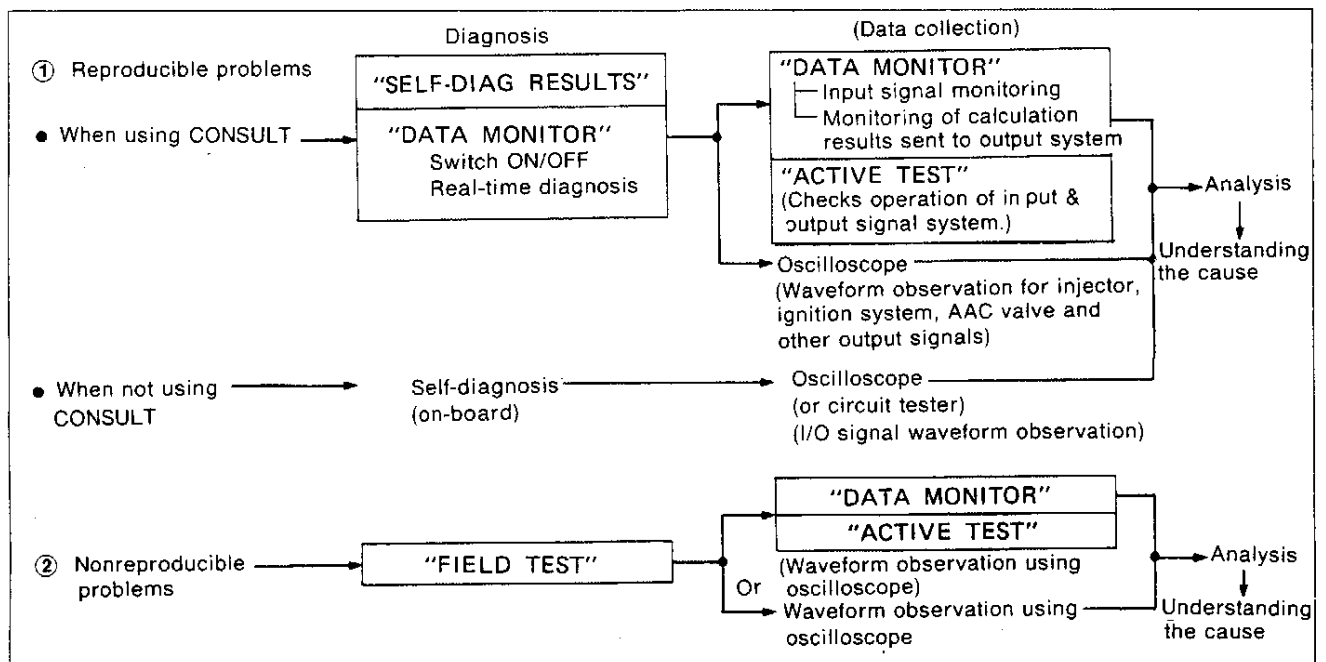 Diagnosis
(Data collection)
① Reproducible problems
● When using CONSULT
"SELF-DIAG RESULTS"
"DATA MONITOR"
Switch ON/OFF
Real-time diagnosis
"DATA MONITOR"
Input signal monitoring
Monitoring of calculation
results sent to output system
"ACTIVE TEST"
(Checks operation of input &
output signal system.)
Oscilloscope
(Waveform observation for injector,
ignition system, AAC valve and
other output signals)
Analysis
Understanding
the cause
● When not using
CONSULT
Self-diagnosis
(on-board)
Oscilloscope
(or circuit tester)
(I/O signal waveform observation)
② Nonreproducible
problems
"FIELD TEST"
Or
"DATA MONITOR"
"ACTIVE TEST"
(Waveform observation using
oscilloscope)
Waveform observation using
oscilloscope
Analysis
Understanding
the cause